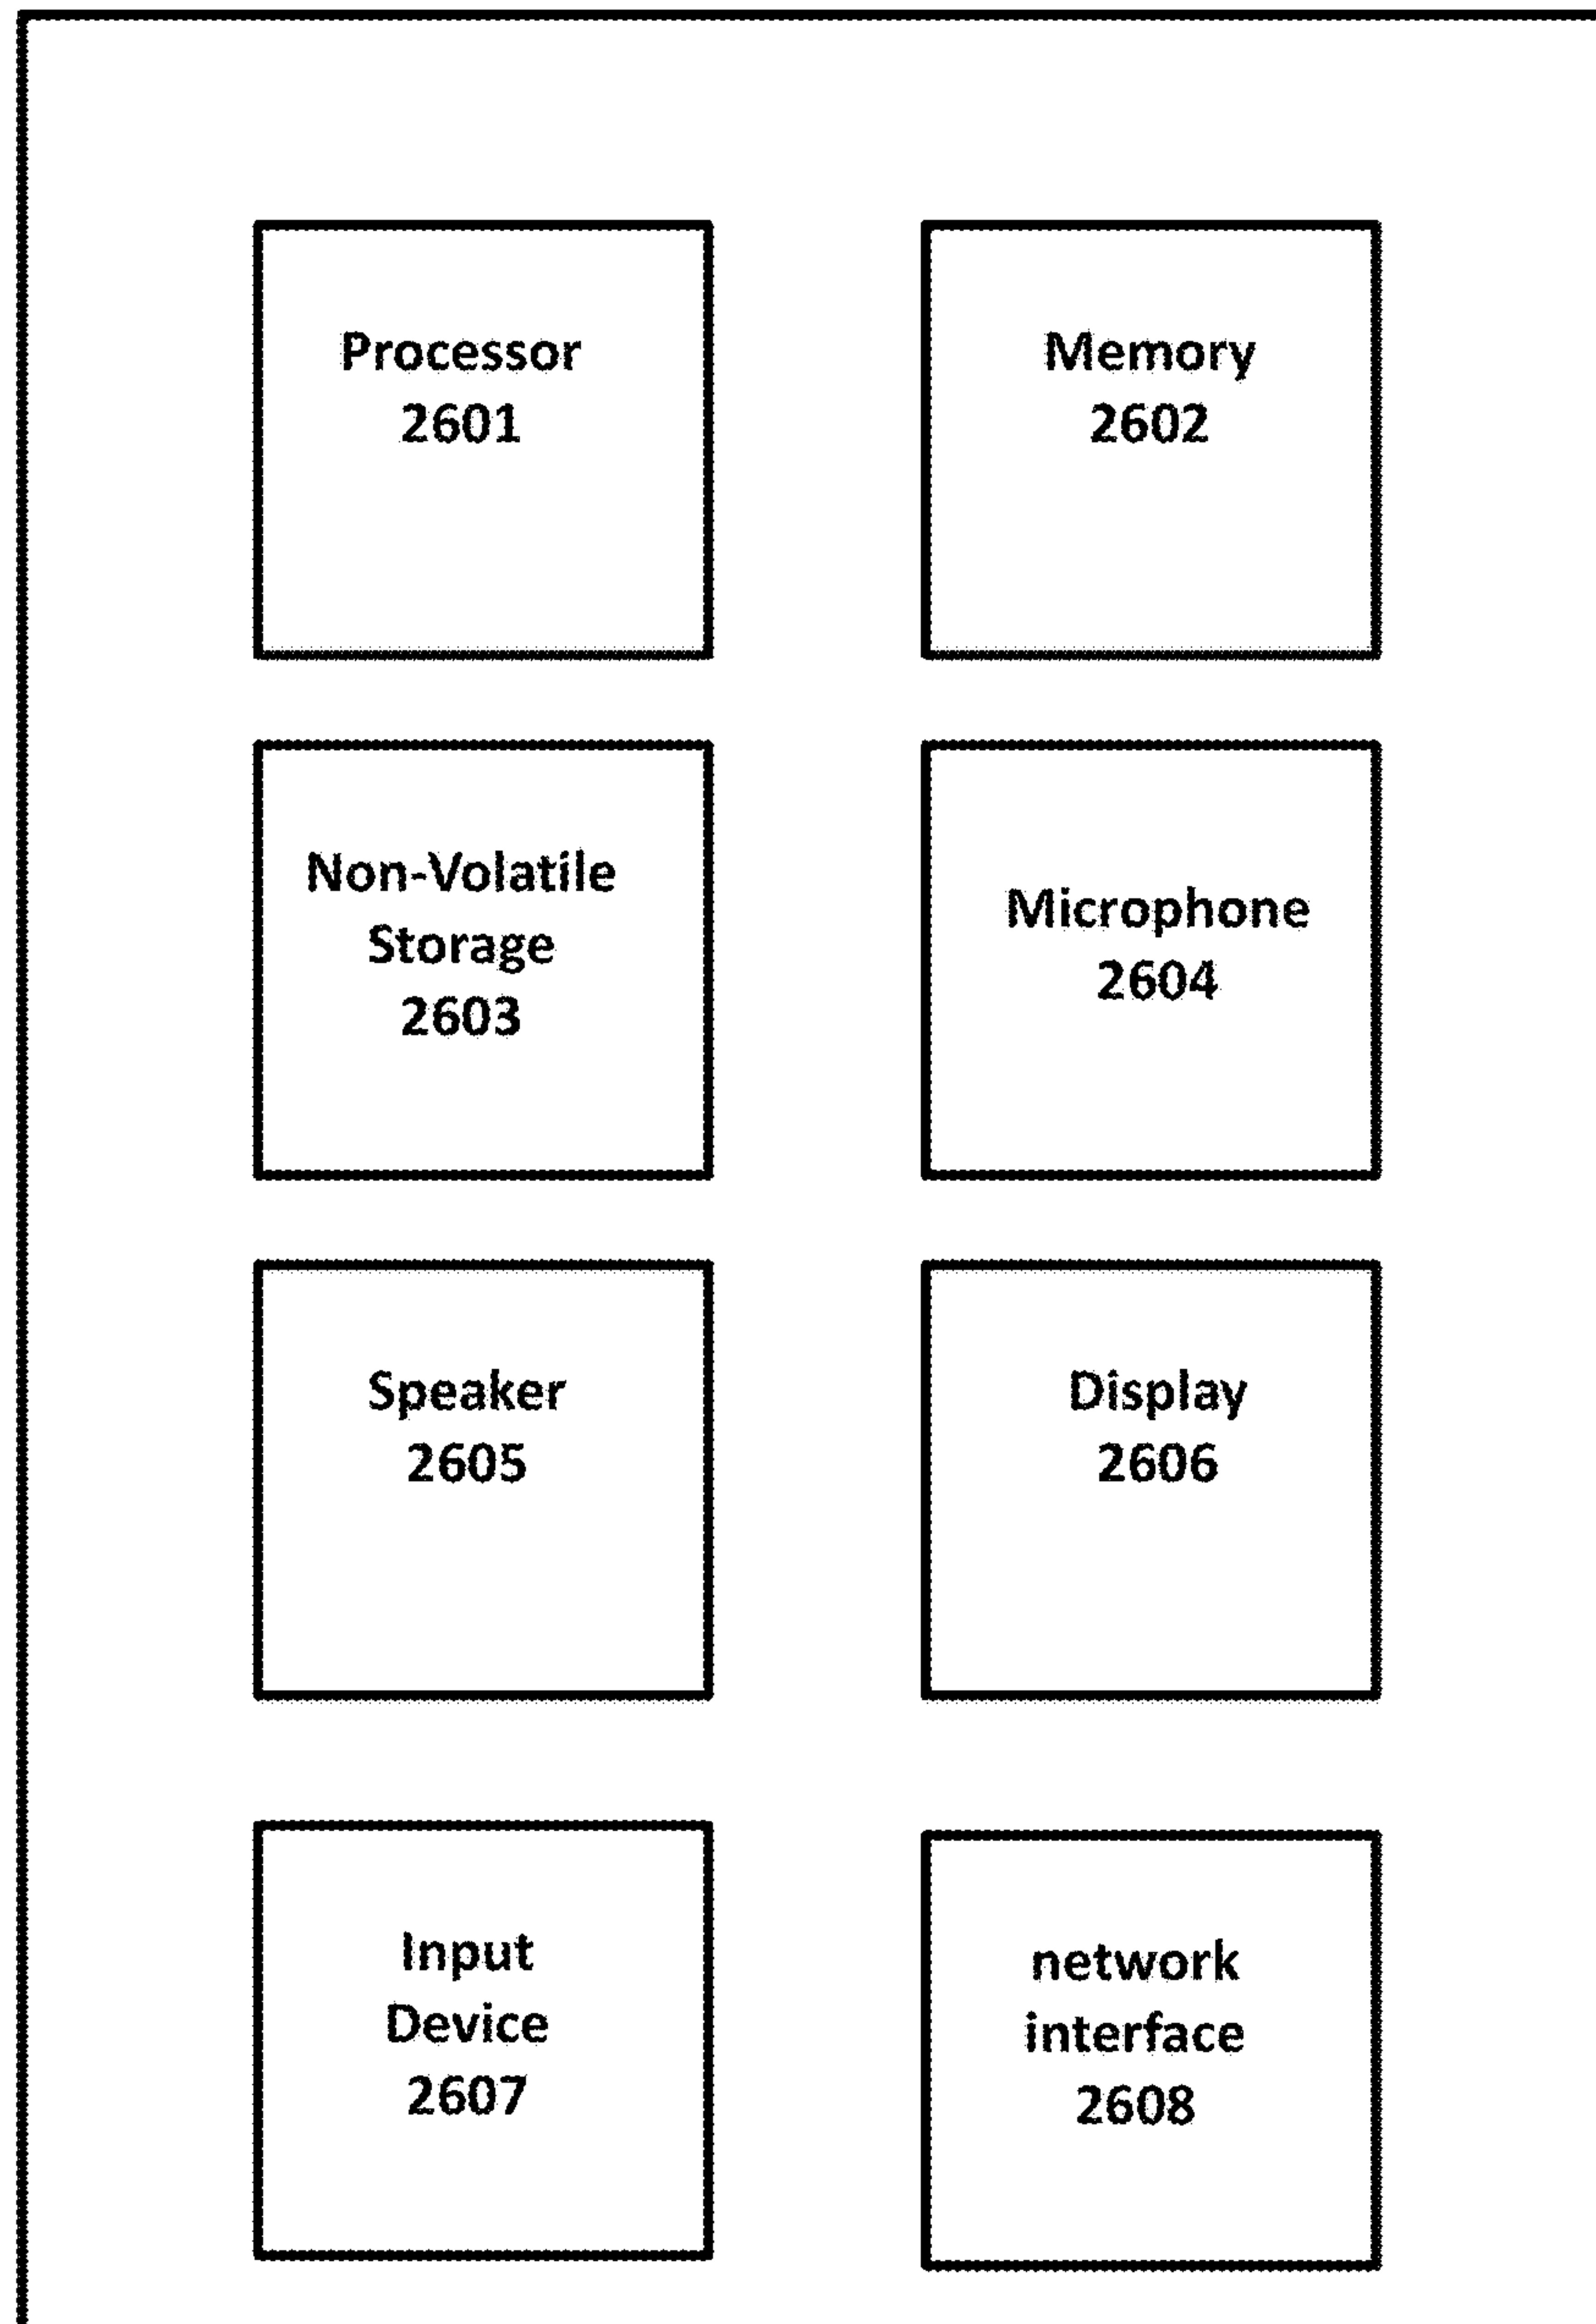 Processor
2601
Memory
2602
Non-Volatile
Storage
2603
Microphone
2604
Speaker
2605
Display
2606
Input
Device
2607
network
interface
2608